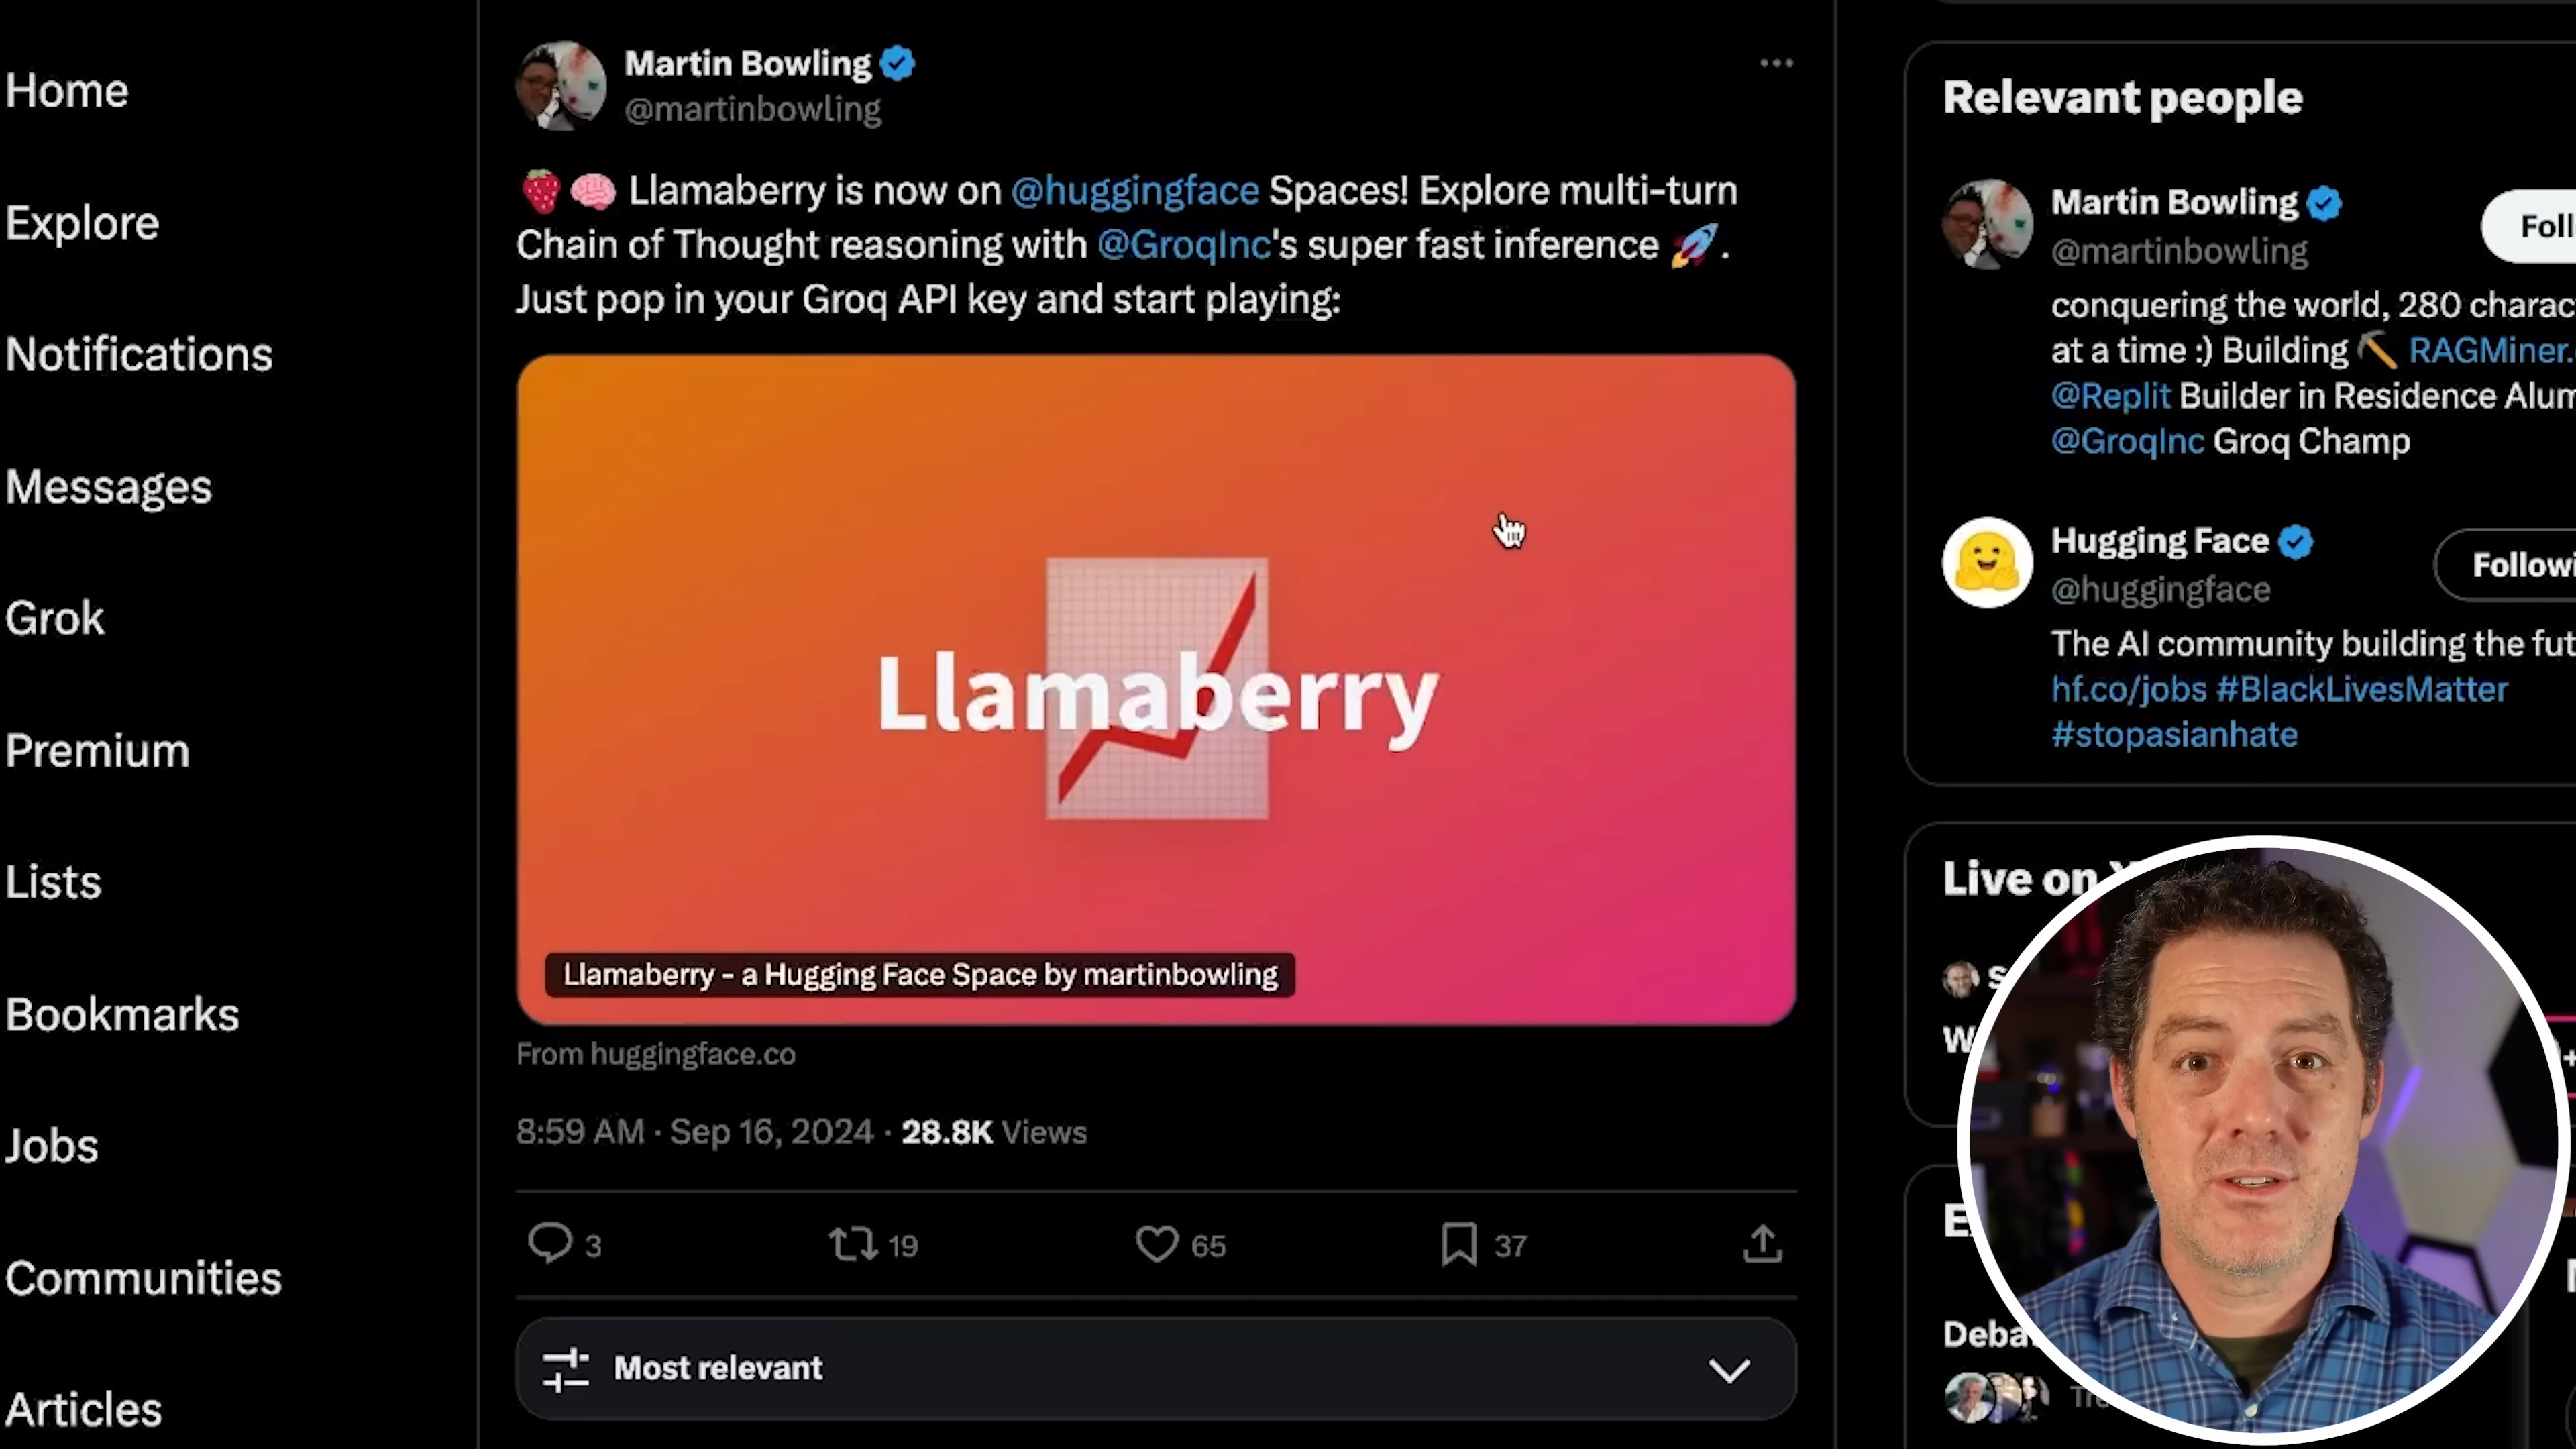 Home
Explore
Notifications
Messages
Grok
Premium
Lists
Bookmarks
Jobs
Communities
Articles
Martin Bowling
@martinbowling
🍓🧠 Llamaberry is now on @huggingface Spaces! Explore multi-turn
Chain of Thought reasoning with @GroqInc's super fast inference 🚀.
Just pop in your Groq API key and start playing:
Llamaberry
Llamaberry - a Hugging Face Space by martinbowling
From huggingface.co
8:59 AM · Sep 16, 2024 · 28.8K Views
3 19 65 37
Most relevant
Relevant people
Martin Bowling
@martinbowling
Foll
conquering the world, 280 charac
at a time :) Building ⛏️ RAGMiner.
@Replit Builder in Residence Alum
@GroqInc Groq Champ
Hugging Face
@huggingface
Followi
The AI community building the fut
hf.co/jobs #BlackLivesMatter
#stopasianhate
Live on